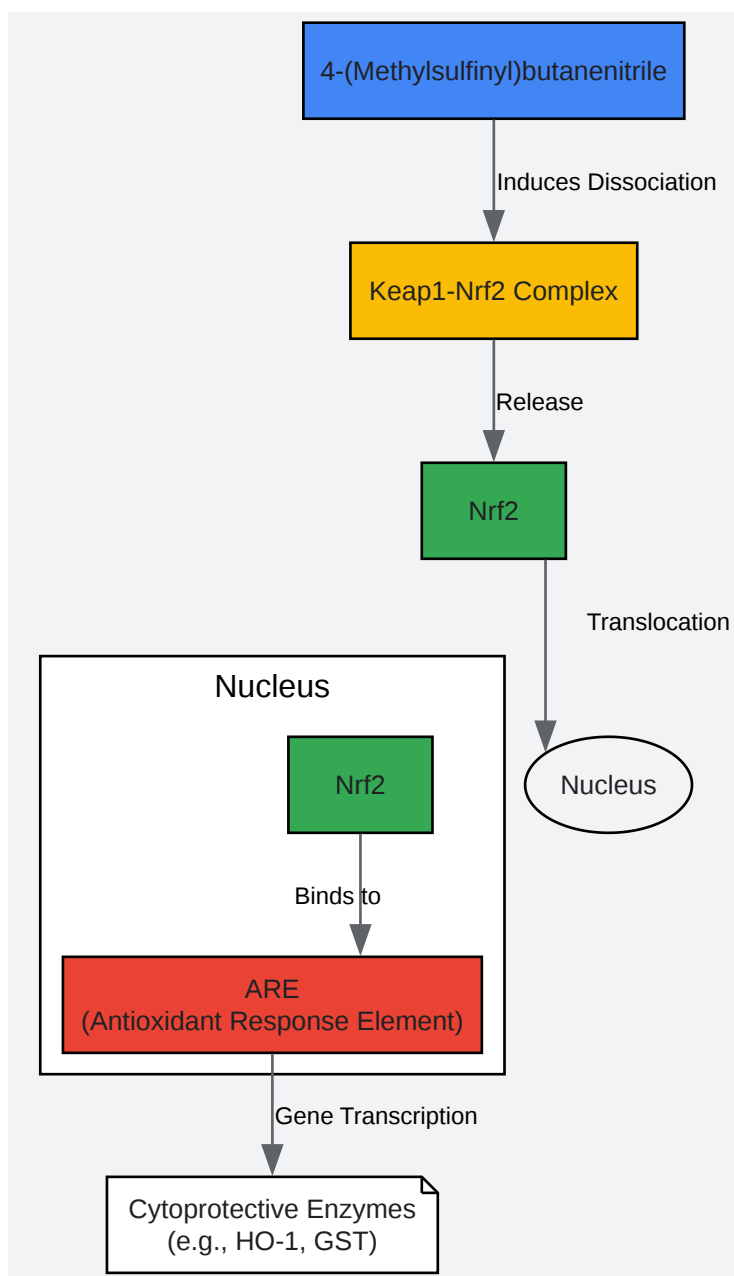 4-(Methylsulfinyl)butanenitrile
Induces Dissociation
Keap1-Nrf2 Complex
Release
Nrf2
Translocation
Nucleus
Nrf2
Nucleus
Binds to
ARE
(Antioxidant Response Element)
Gene Transcription
Cytoprotective Enzymes
(e.g., HO-1, GST)